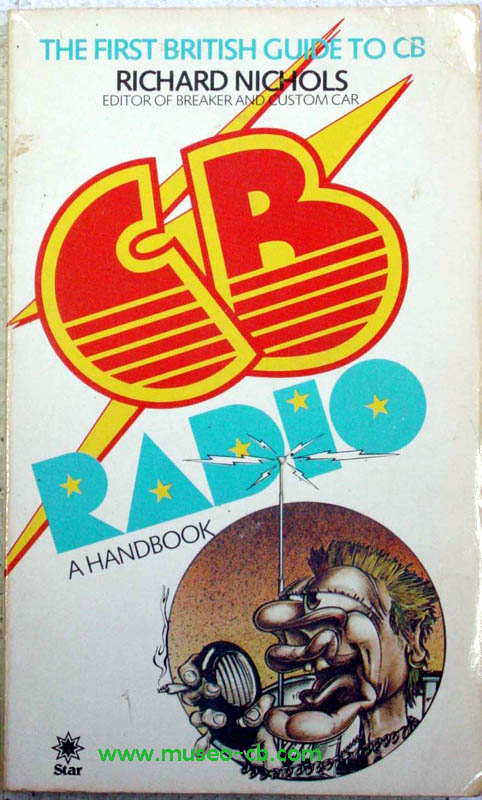 THE FIRST BRITISH GUIDE TO CB
RICHARD NICHOLS
EDITOR OF BREAKER AND CUSTOM CAR
CB
RADIO
A HANDBOOK
www.museo-cb.com
Star